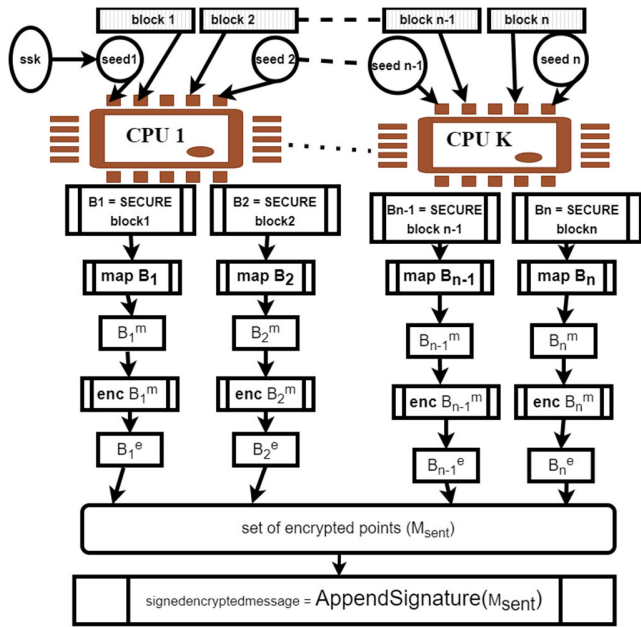 block 1 block 2 block n-1 block n
ssk seed1 seed 2 seed n-1 seed n
CPU 1 CPU K
B1 = SECURE block1
B2 = SECURE block2
Bn-1 = SECURE block n-1
Bn = SECURE blockn
map B₁ map B₂ map Bₙ₋₁ map Bₙ
B₁ᵐ B₂ᵐ Bₙ₋₁ᵐ Bₙᵐ
enc B₁ᵐ enc B₂ᵐ enc Bₙ₋₁ᵐ enc Bₙᵐ
B₁ᵉ B₂ᵉ Bₙ₋₁ᵉ Bₙᵉ
set of encrypted points (M_sent)
signedencryptedmessage = AppendSignature(M_sent)